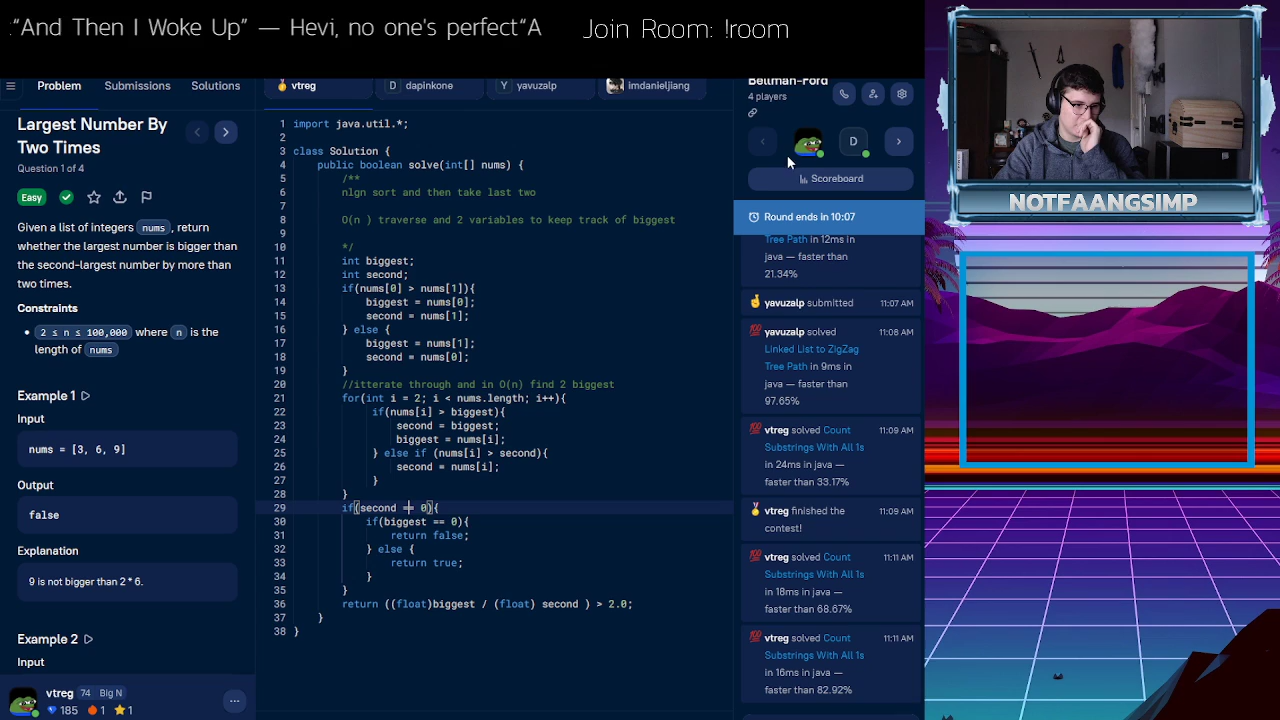 ."And Then I Woke Up" — Hevi, no one's perfect"A
Join Room: !room
Problem
Submissions
Solutions
vtreg
D dapinkone
Y yavuzalp
imdanieljiang
Largest Number By
Two Times
Question 1 of 4
Easy
Given a list of integers nums, return
whether the largest number is bigger than
the second-largest number by more than
two times.
Constraints
• 2 ≤ n ≤ 100,000 where n is the
length of nums
Example 1
Input
nums = [3, 6, 9]
Output
false
Explanation
9 is not bigger than 2 * 6.
Example 2
Input
vtreg 74 Big N
185 1 1
1 import java.util.*;
2
3 class Solution {
4 public boolean solve(int[] nums) {
5 /**
6 nlgn sort and then take last two
7
8 O(n ) traverse and 2 variables to keep track of biggest
9
10 */
11 int biggest;
12 int second;
13 if(nums[0] > nums[1]){
14 biggest = nums[0];
15 second = nums[1];
16 } else {
17 biggest = nums[1];
18 second = nums[0];
19 }
20 //itterate through and in O(n) find 2 biggest
21 for(int i = 2; i < nums.length; i++){
22 if(nums[i] > biggest){
23 second = biggest;
24 biggest = nums[i];
25 } else if (nums[i] > second){
26 second = nums[i];
27 }
28 }
29 if(second == 0){
30 if(biggest == 0){
31 return false;
32 } else {
33 return true;
34 }
35 }
36 return ((float)biggest / (float) second ) > 2.0;
37 }
38 }
Bellman-Ford
4 players
D
Scoreboard
Round ends in 10:07
Tree Path in 12ms in
java — faster than
21.34%
yavuzalp submitted 11:07 AM
yavuzalp solved 11:08 AM
Linked List to ZigZag
Tree Path in 9ms in
java — faster than
97.65%
vtreg solved Count 11:09 AM
Substrings With All 1s
in 24ms in java —
faster than 33.17%
vtreg finished the 11:09 AM
contest!
vtreg solved Count 11:11 AM
Substrings With All 1s
in 18ms in java —
faster than 68.67%
vtreg solved Count 11:11 AM
Substrings With All 1s
in 16ms in java —
faster than 82.92%
NOTFAANGSIMP